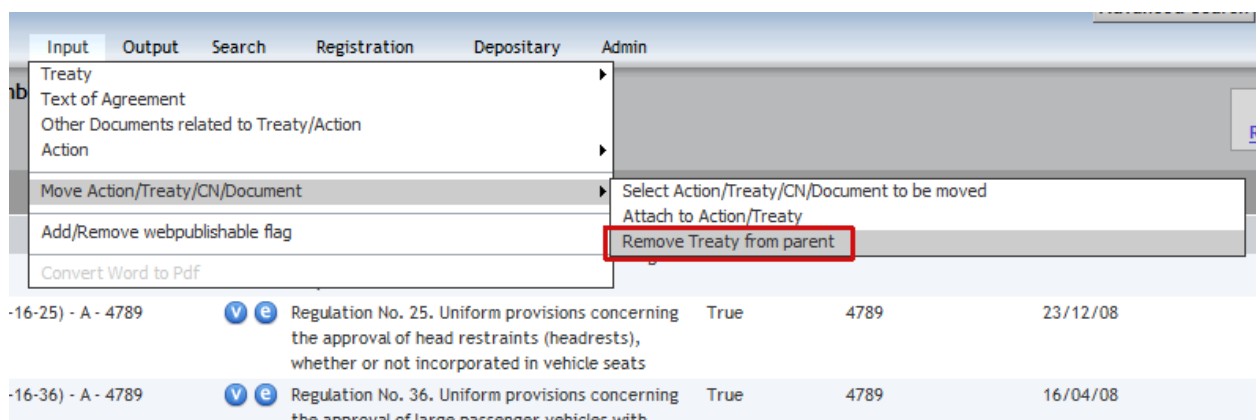 Input Output Search Registration Depositary Admin
Treaty
Text of Agreement
Other Documents related to Treaty/Action
Action
Move Action/Treaty/CN/Document
Select Action/Treaty/CN/Document to be moved
Attach to Action/Treaty
Remove Treaty from parent
Add/Remove webpublishable flag
Convert Word to Pdf
-16-25) - A - 4789 v e Regulation No. 25. Uniform provisions concerning True 4789 23/12/08
the approval of head restraints (headrests),
whether or not incorporated in vehicle seats
-16-36) - A - 4789 v e Regulation No. 36. Uniform provisions concerning True 4789 16/04/08
the approval of large passenger vehicles with